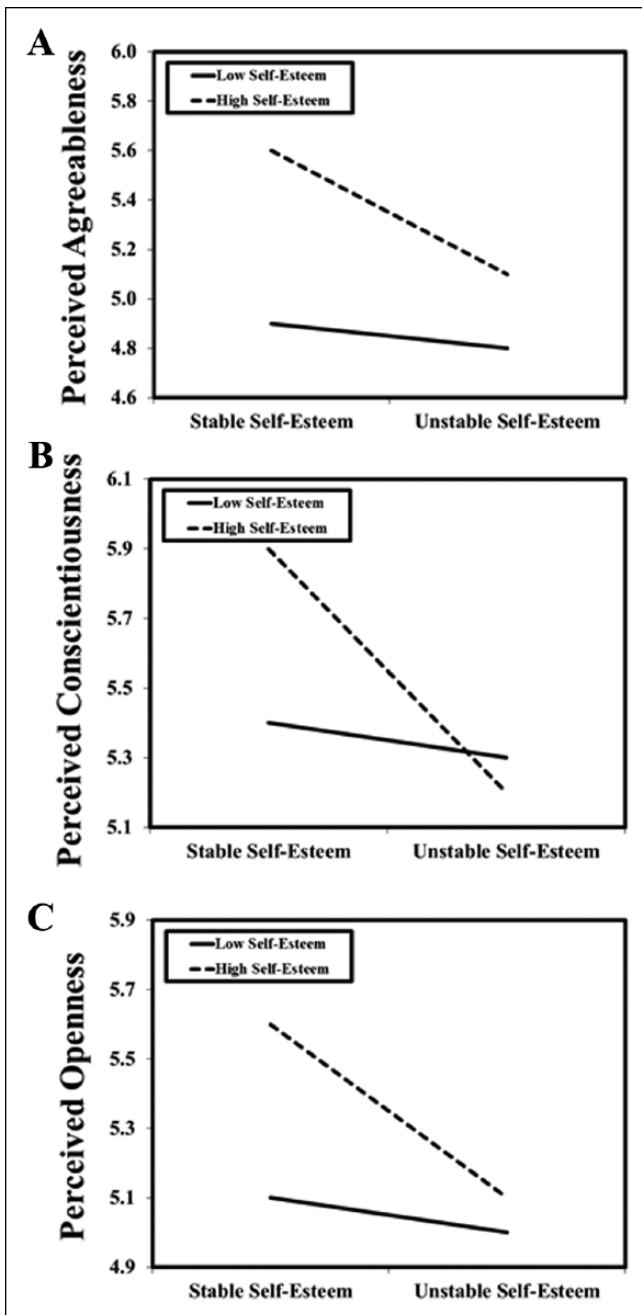 A
Perceived Agreeableness
6.0
5.8
5.6
5.4
5.2
5.0
4.8
4.6
Low Self-Esteem
High Self-Esteem
Stable Self-Esteem Unstable Self-Esteem
B
Perceived Conscientiousness
6.1
5.9
5.7
5.5
5.3
5.1
Low Self-Esteem
High Self-Esteem
Stable Self-Esteem Unstable Self-Esteem
C
Perceived Openness
5.9
5.7
5.5
5.3
5.1
4.9
Low Self-Esteem
High Self-Esteem
Stable Self-Esteem Unstable Self-Esteem